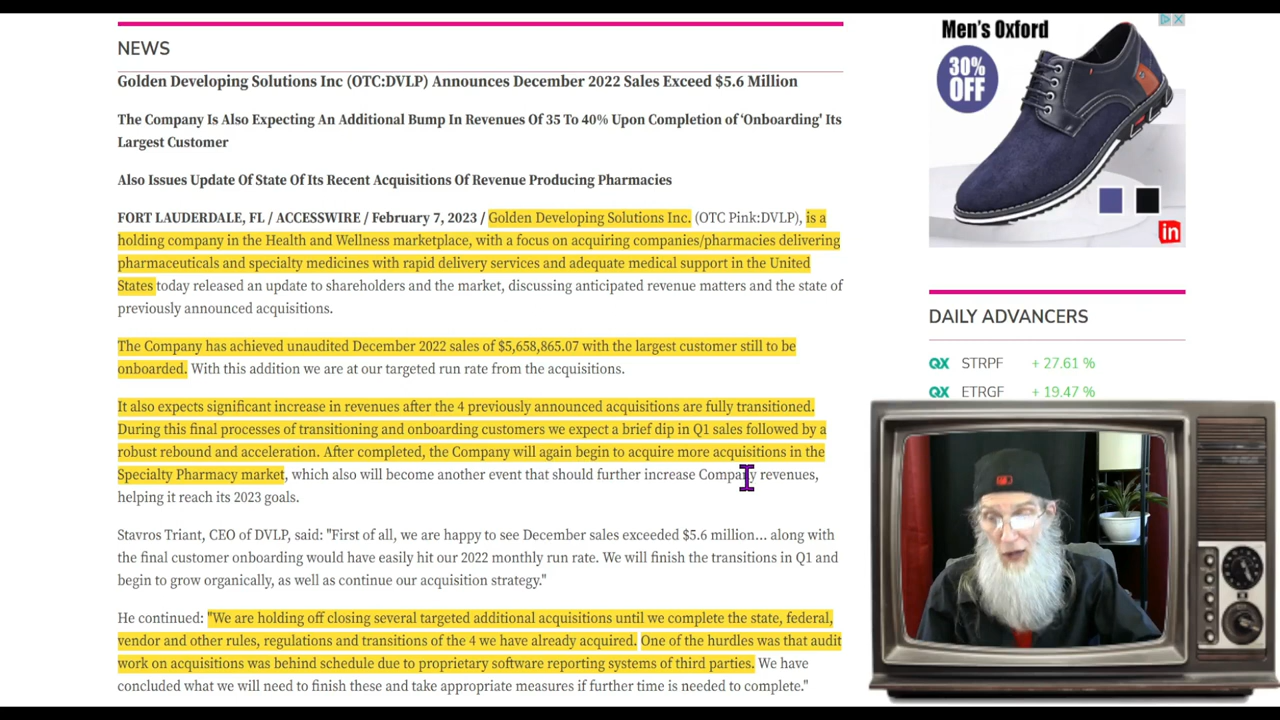 NEWS
Golden Developing Solutions Inc (OTC:DVLP) Announces December 2022 Sales Exceed $5.6 Million
The Company Is Also Expecting An Additional Bump In Revenues Of 35 To 40% Upon Completion of ‘Onboarding' Its
Largest Customer
Also Issues Update Of State Of Its Recent Acquisitions Of Revenue Producing Pharmacies
FORT LAUDERDALE, FL / ACCESSWIRE / February 7, 2023 / Golden Developing Solutions Inc. (OTC Pink:DVLP), is a
holding company in the Health and Wellness marketplace, with a focus on acquiring companies/pharmacies delivering
pharmaceuticals and specialty medicines with rapid delivery services and adequate medical support in the United
States today released an update to shareholders and the market, discussing anticipated revenue matters and the state of
previously announced acquisitions.
The Company has achieved unaudited December 2022 sales of $5,658,865.07 with the largest customer still to be
onboarded. With this addition we are at our targeted run rate from the acquisitions.
It also expects significant increase in revenues after the 4 previously announced acquisitions are fully transitioned.
During this final processes of transitioning and onboarding customers we expect a brief dip in Q1 sales followed by a
robust rebound and acceleration. After completed, the Company will again begin to acquire more acquisitions in the
Specialty Pharmacy market, which also will become another event that should further increase Company revenues,
helping it reach its 2023 goals.
Stavros Triant, CEO of DVLP, said: "First of all, we are happy to see December sales exceeded $5.6 million... along with
the final customer onboarding would have easily hit our 2022 monthly run rate. We will finish the transitions in Q1 and
begin to grow organically, as well as continue our acquisition strategy."
He continued: "We are holding off closing several targeted additional acquisitions until we complete the state, federal,
vendor and other rules, regulations and transitions of the 4 we have already acquired. One of the hurdles was that audit
work on acquisitions was behind schedule due to proprietary software reporting systems of third parties. We have
concluded what we will need to finish these and take appropriate measures if further time is needed to complete."
Men's Oxford
30%
OFF
in
DAILY ADVANCERS
QX STRPF + 27.61 %
QX ETRGF + 19.47 %